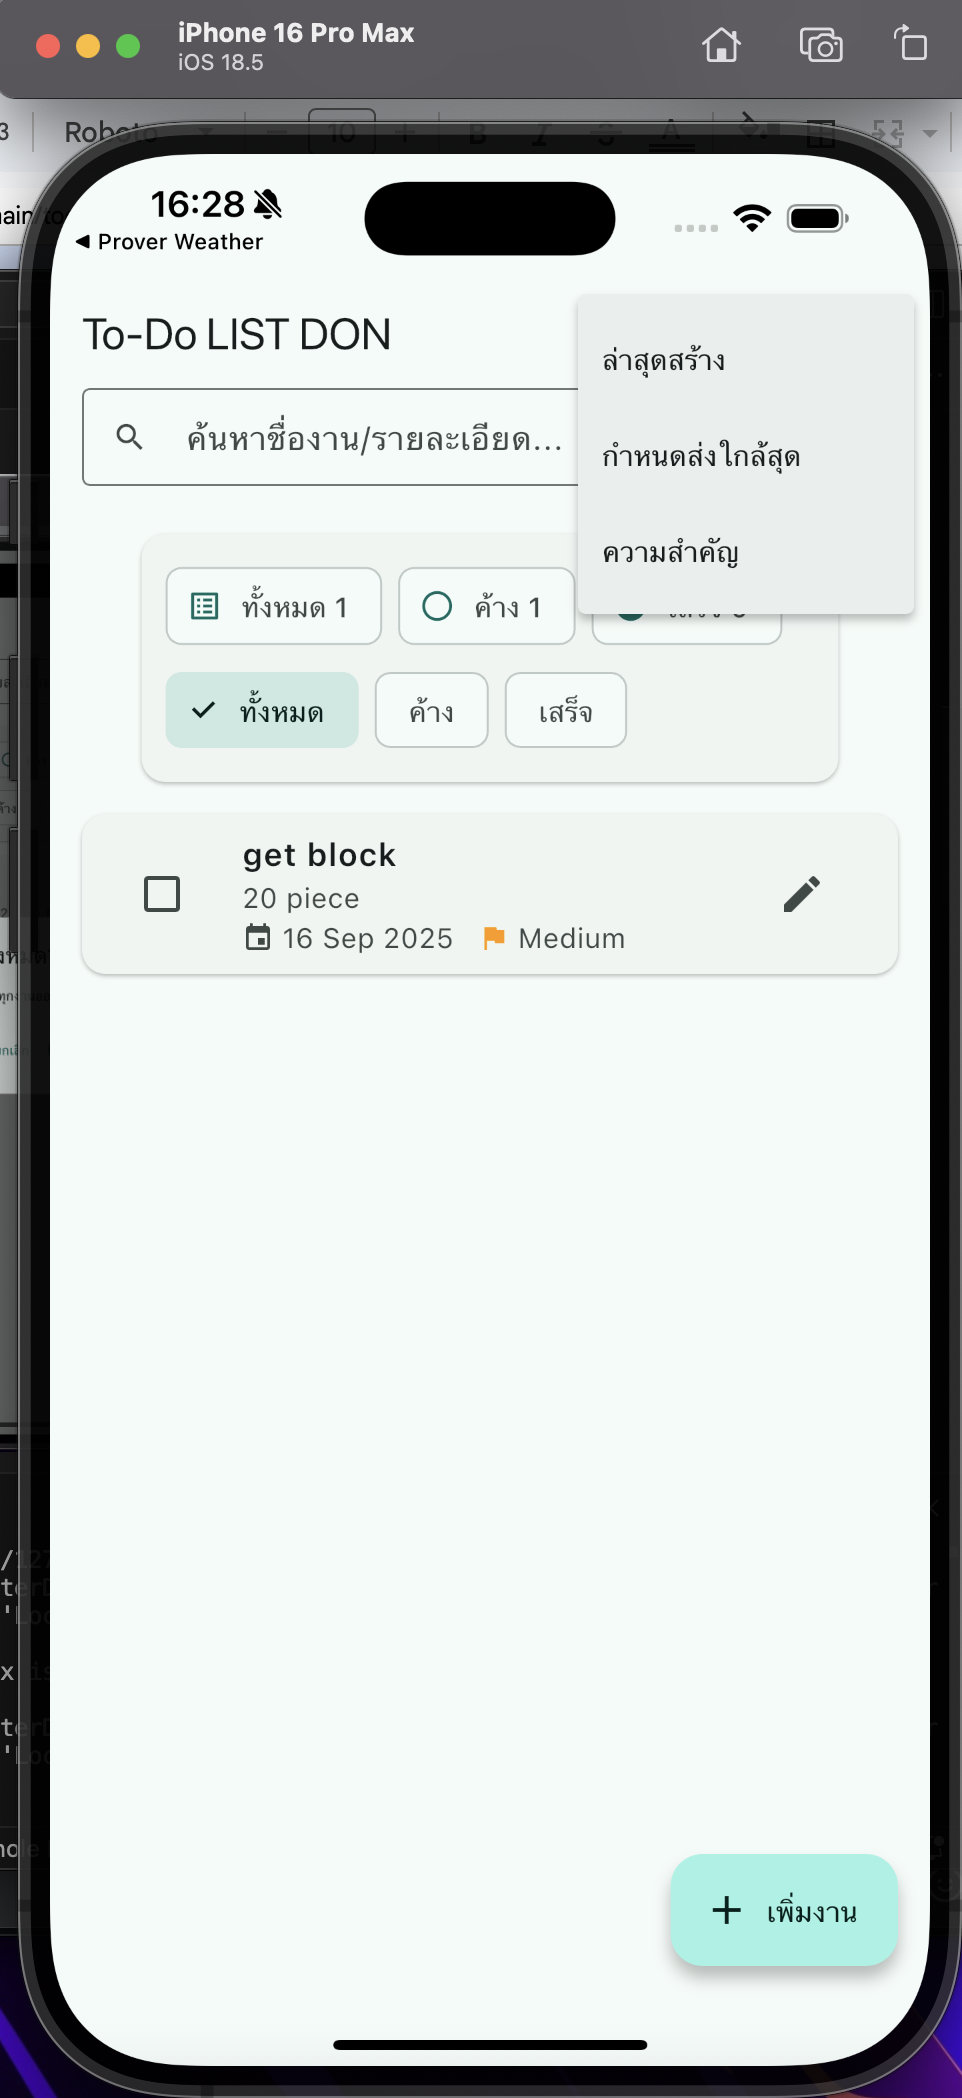 iPhone 16 Pro Max
iOS 18.5
Roboto
10
16:28
◀ Prover Weather
To-Do LIST DON
ค้นหาชื่องาน/รายละเอียด...
ล่าสุดสร้าง
กำหนดส่งใกล้สุด
ความสำคัญ
ทั้งหมด 1
ค้าง 1
ทั้งหมด
ค้าง
เสร็จ
get block
20 piece
16 Sep 2025 Medium
+ เพิ่มงาน